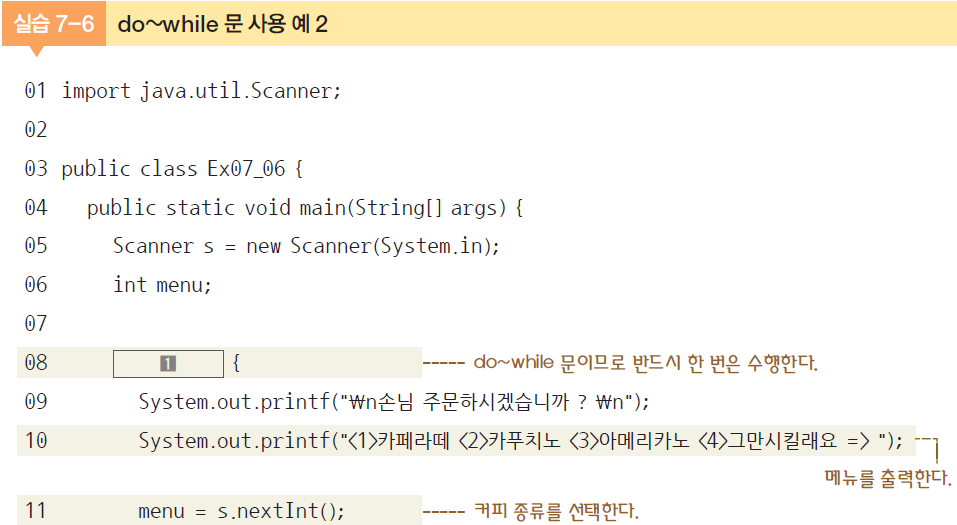 실습 7-6 do~while 문 사용 예 2
01 import java.util.Scanner;
02
03 public class Ex07_06 {
04 public static void main(String[] args) {
05 Scanner s = new Scanner(System.in);
06 int menu;
07
08 1 { ----- do~while 문이므로 반드시 한 번은 수행한다.
09 System.out.printf("₩n손님 주문하시겠습니까 ? ₩n");
10 System.out.printf("<1>카페라떼 <2>카푸치노 <3>아메리카노 <4>그만시킬래요 => ");
메뉴를 출력한다.
11 menu = s.nextInt(); ----- 커피 종류를 선택한다.